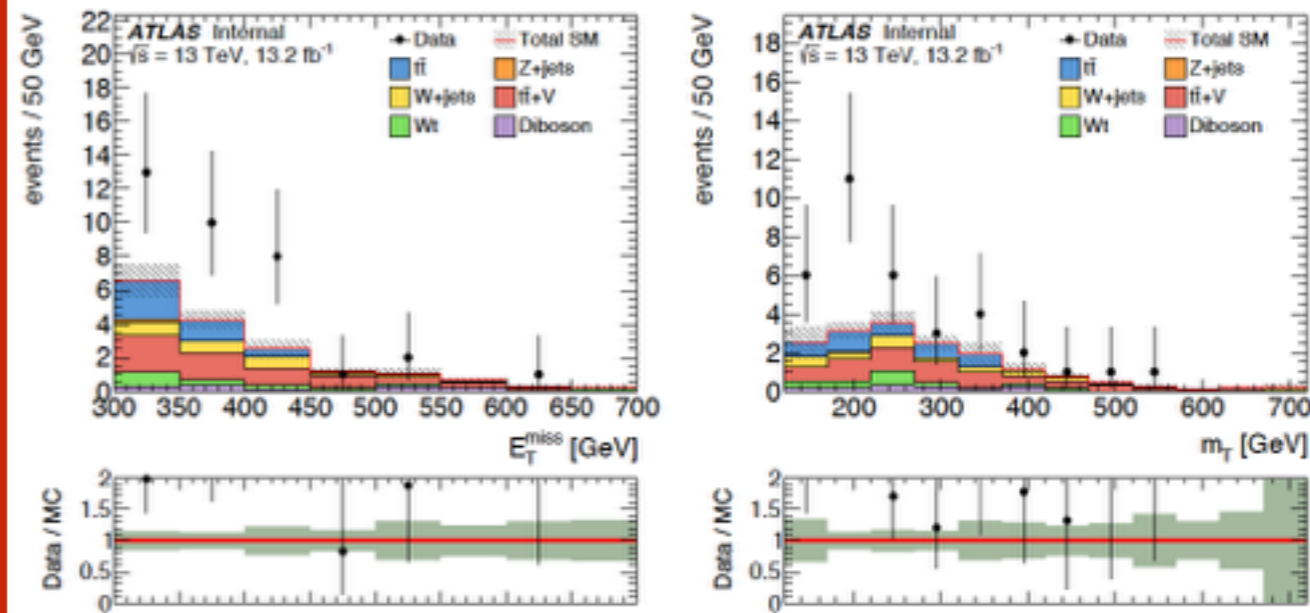 ATLAS Internal
√s = 13 TeV, 13.2 fb⁻¹
Data
Total SM
tt̄
Z+jets
W+jets
tt̄+V
Wt
Diboson
events / 50 GeV
22
20
18
16
14
12
10
8
6
4
2
0
300 350 400 450 500 550 600 650 700
E_T^miss [GeV]
Data / MC
2
1.5
1
0.5
0
ATLAS Internal
√s = 13 TeV, 13.2 fb⁻¹
Data
Total SM
tt̄
Z+jets
W+jets
tt̄+V
Wt
Diboson
events / 50 GeV
18
16
14
12
10
8
6
4
2
0
200 300 400 500 600 700
m_T [GeV]
Data / MC
2
1.5
1
0.5
0